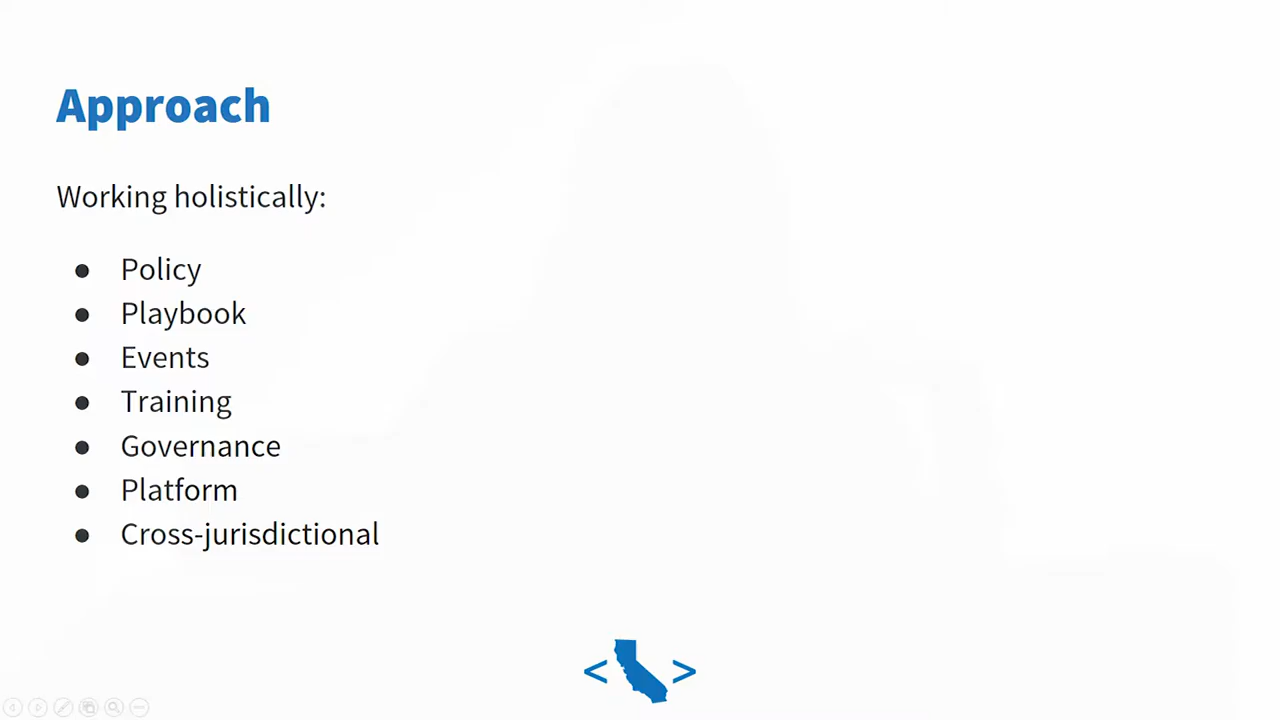 Approach
Working holistically:
● Policy
● Playbook
● Events
● Training
● Governance
● Platform
● Cross-jurisdictional
< >